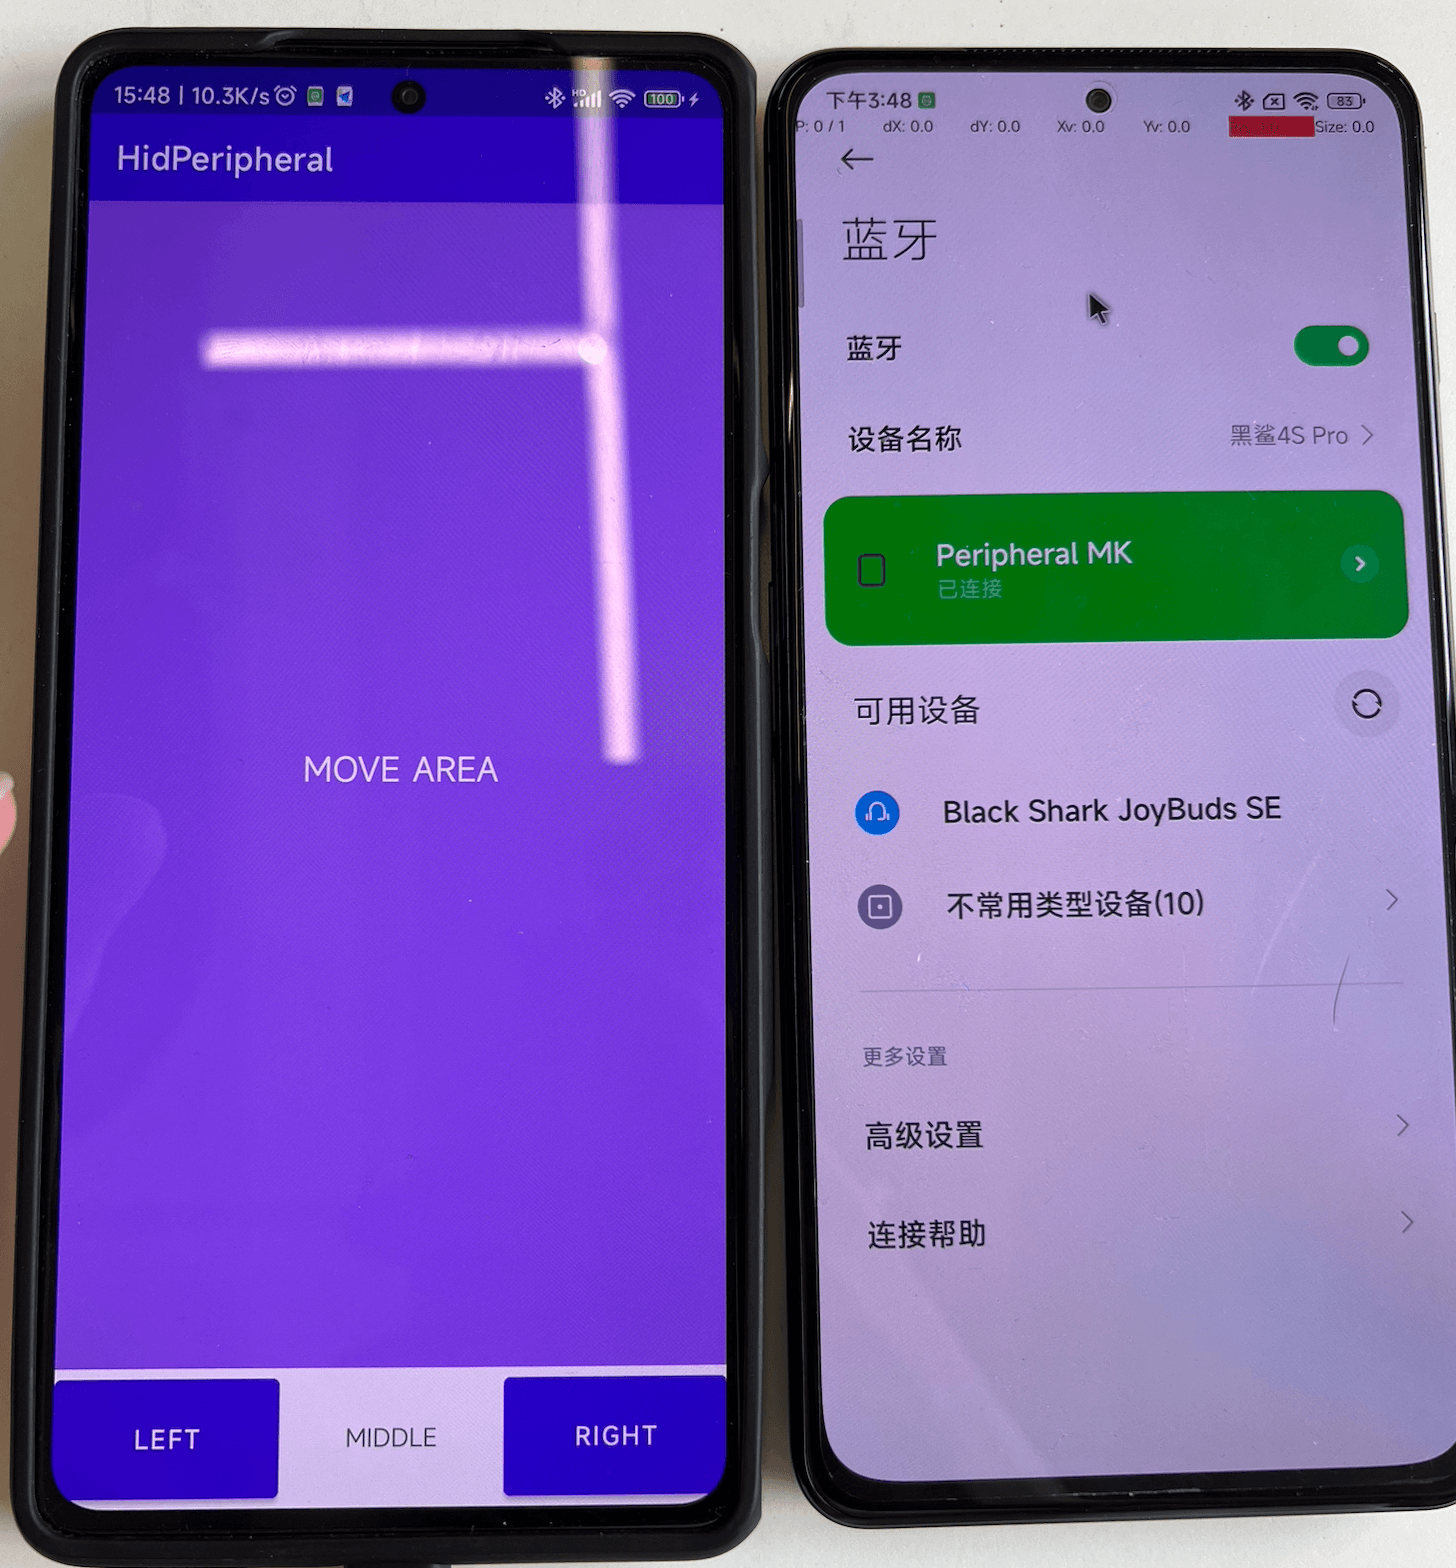 15:48 | 10.3K/s
HD
100
HidPeripheral
MOVE AREA
LEFT
MIDDLE
RIGHT
下午3:48
83
P: 0 / 1
dX: 0.0
dY: 0.0
Xv: 0.0
Yv: 0.0
Size: 0.0
蓝牙
蓝牙
设备名称
黑鲨4S Pro
Peripheral MK
已连接
可用设备
Black Shark JoyBuds SE
不常用类型设备(10)
更多设置
高级设置
连接帮助